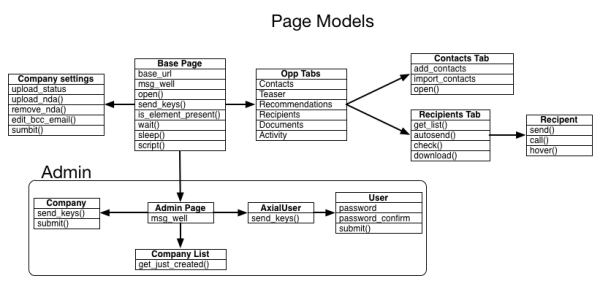 Page Models
Company settings
upload_status
upload_nda()
remove_nda()
edit_bcc_email()
sumbit()
Base Page
base_url
msg_well
open()
send_keys()
is_element_present()
wait()
sleep()
script()
Opp Tabs
Contacts
Teaser
Recommendations
Recipients
Documents
Activity
Contacts Tab
add_contacts
import_contacts
open()
Recipients Tab
get_list()
autosend()
check()
download()
Recipent
send()
call()
hover()
Admin
Company
send_keys()
submit()
Admin Page
msg_well
AxialUser
send_keys()
User
password
password_confirm
submit()
Company List
get_just_created()